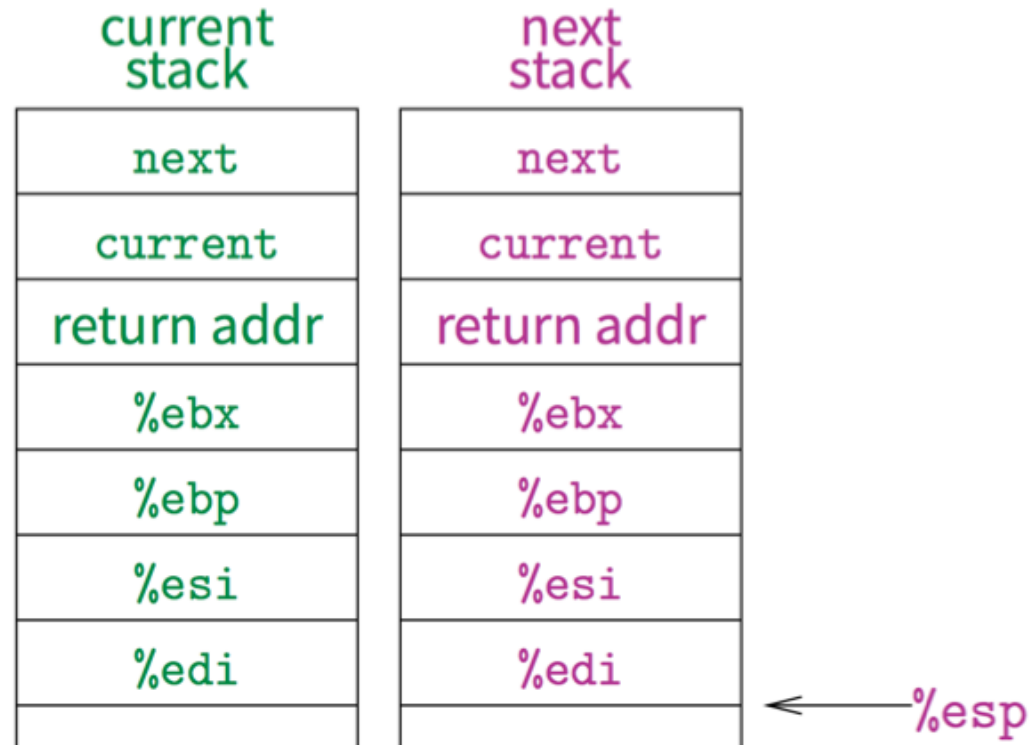 current
stack
next
stack
next
next
current
current
return addr
return addr
%ebx
%ebx
%ebp
%ebp
%esi
%esi
%edi
%edi
%esp